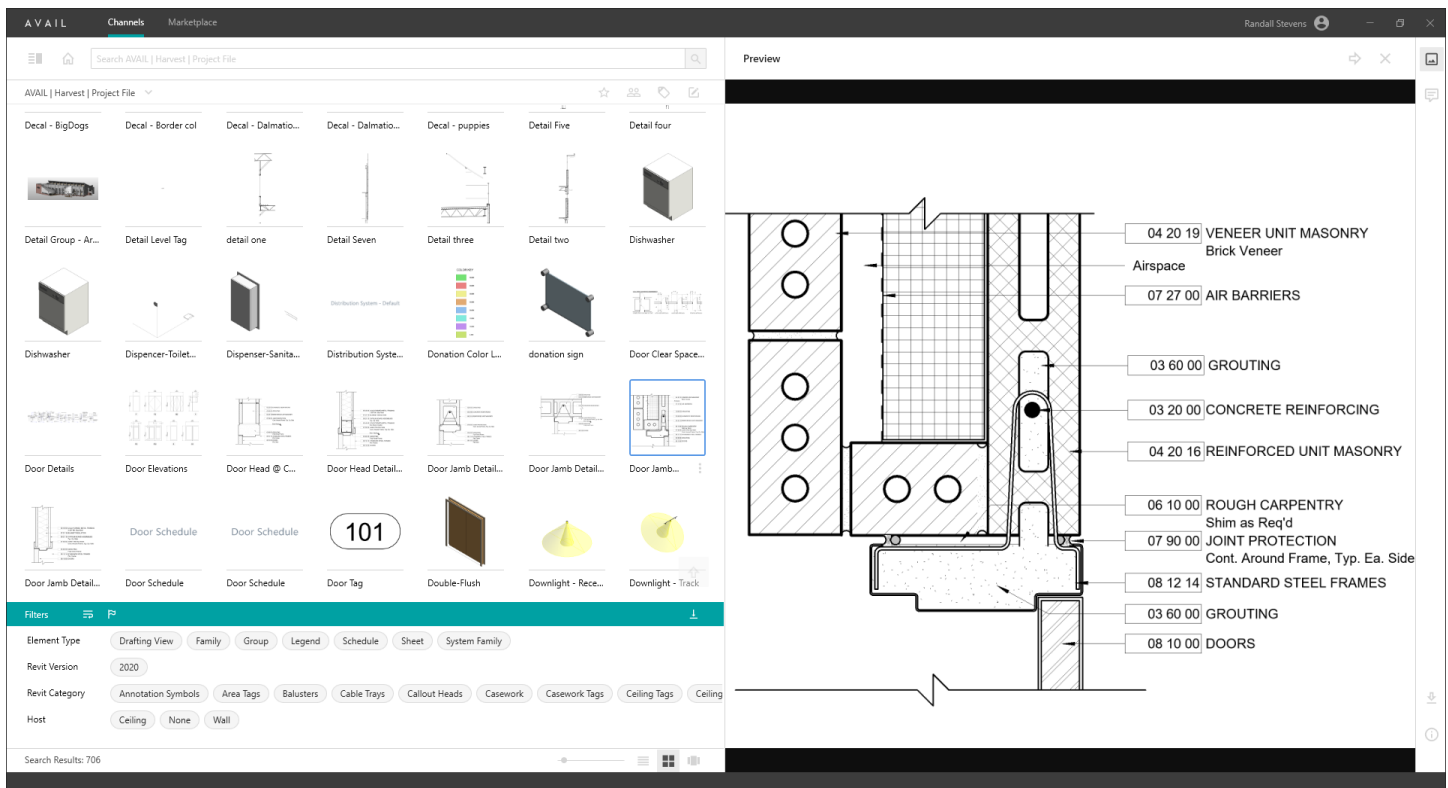 AVAIL Channels Marketplace Randall Stevens
Search AVAIL | Harvest | Project File
AVAIL | Harvest | Project File
Decal - BigDogs Decal - Border col Decal - Dalmatio... Decal - Dalmatio... Decal - puppies Detail Five Detail four
Detail Group - Ar... Detail Level Tag detail one Detail Seven Detail three Detail two Dishwasher
Distribution System - Default
Dishwasher Dispencer-Toilet... Dispenser-Sanita... Distribution Syste... Donation Color L... donation sign Door Clear Space...
Door Details Door Elevations Door Head @ C... Door Head Detail... Door Jamb Detail... Door Jamb Detail... Door Jamb...
Door Schedule Door Schedule 101
Door Jamb Detail... Door Schedule Door Schedule Door Tag Double-Flush Downlight - Rece... Downlight - Track
Filters
Element Type Drafting View Family Group Legend Schedule Sheet System Family
Revit Version 2020
Revit Category Annotation Symbols Area Tags Balusters Cable Trays Callout Heads Casework Casework Tags Ceiling Tags Ceiling
Host Ceiling None Wall
Search Results: 706
Preview
04 20 19 VENEER UNIT MASONRY
Brick Veneer
Airspace
07 27 00 AIR BARRIERS
03 60 00 GROUTING
03 20 00 CONCRETE REINFORCING
04 20 16 REINFORCED UNIT MASONRY
06 10 00 ROUGH CARPENTRY
Shim as Req'd
07 90 00 JOINT PROTECTION
Cont. Around Frame, Typ. Ea. Side
08 12 14 STANDARD STEEL FRAMES
03 60 00 GROUTING
08 10 00 DOORS